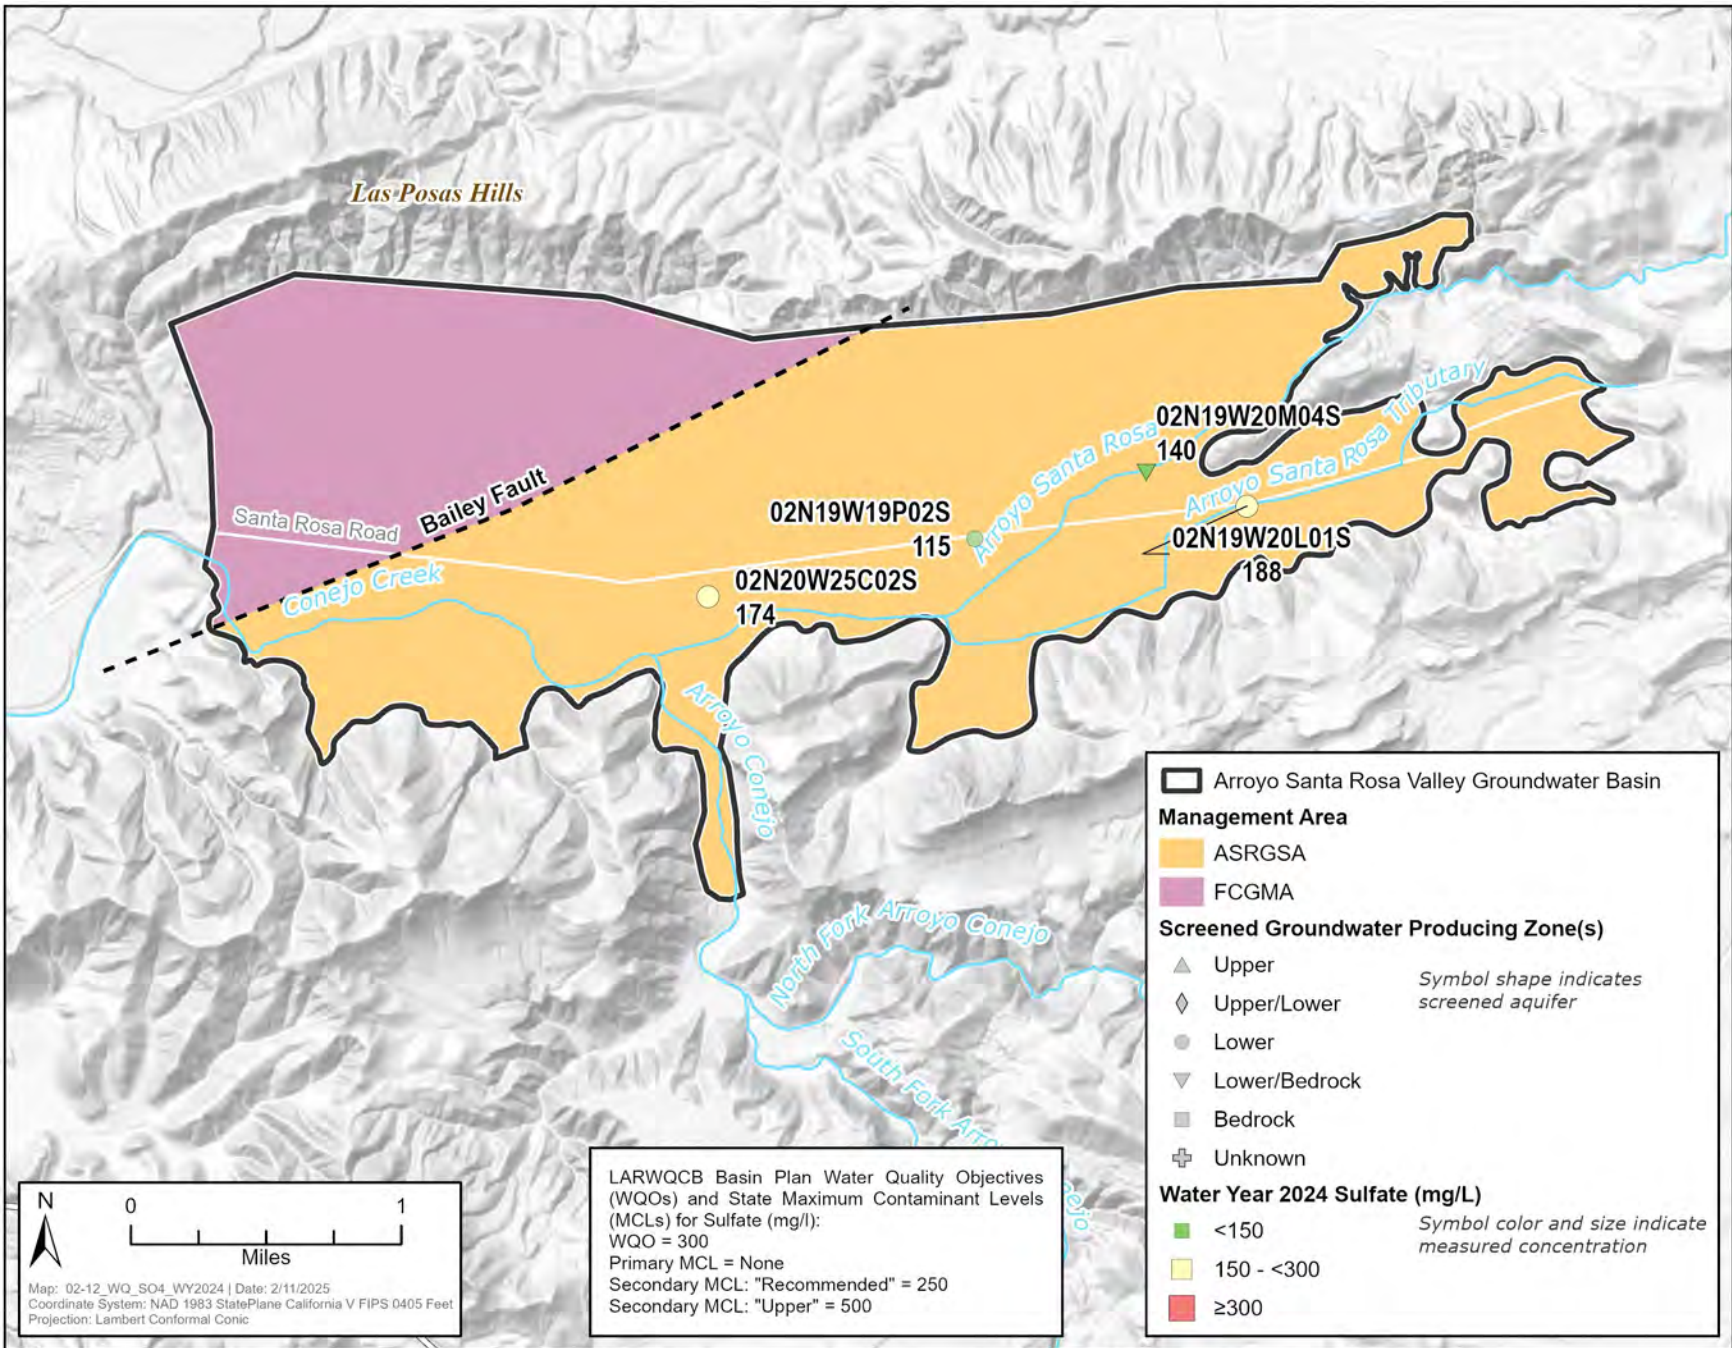 Las Posas Hills
Arroyo Santa Rosa Tributary
02N19W20M04S
140
Arroyo Santa Rosa
Bailey Fault
Santa Rosa Road
02N19W19P02S
115
02N19W20L01S
188
Conejo Creek
02N20W25C02S
174
Arroyo Conejo
North Fork Arroyo Conejo
South Fork Arroyo Conejo
Arroyo Santa Rosa Valley Groundwater Basin
Management Area
ASRGSA
FCGMA
Screened Groundwater Producing Zone(s)
Upper
Upper/Lower
Lower
Lower/Bedrock
Bedrock
Unknown
Symbol shape indicates
screened aquifer
Water Year 2024 Sulfate (mg/L)
<150
150 - <300
≥300
Symbol color and size indicate
measured concentration
LARWQCB Basin Plan Water Quality Objectives
(WQOs) and State Maximum Contaminant Levels
(MCLs) for Sulfate (mg/l):
WQO = 300
Primary MCL = None
Secondary MCL: "Recommended" = 250
Secondary MCL: "Upper" = 500
N
0 1
Miles
Map: 02-12_WQ_SO4_WY2024 | Date: 2/11/2025
Coordinate System: NAD 1983 StatePlane California V FIPS 0405 Feet
Projection: Lambert Conformal Conic